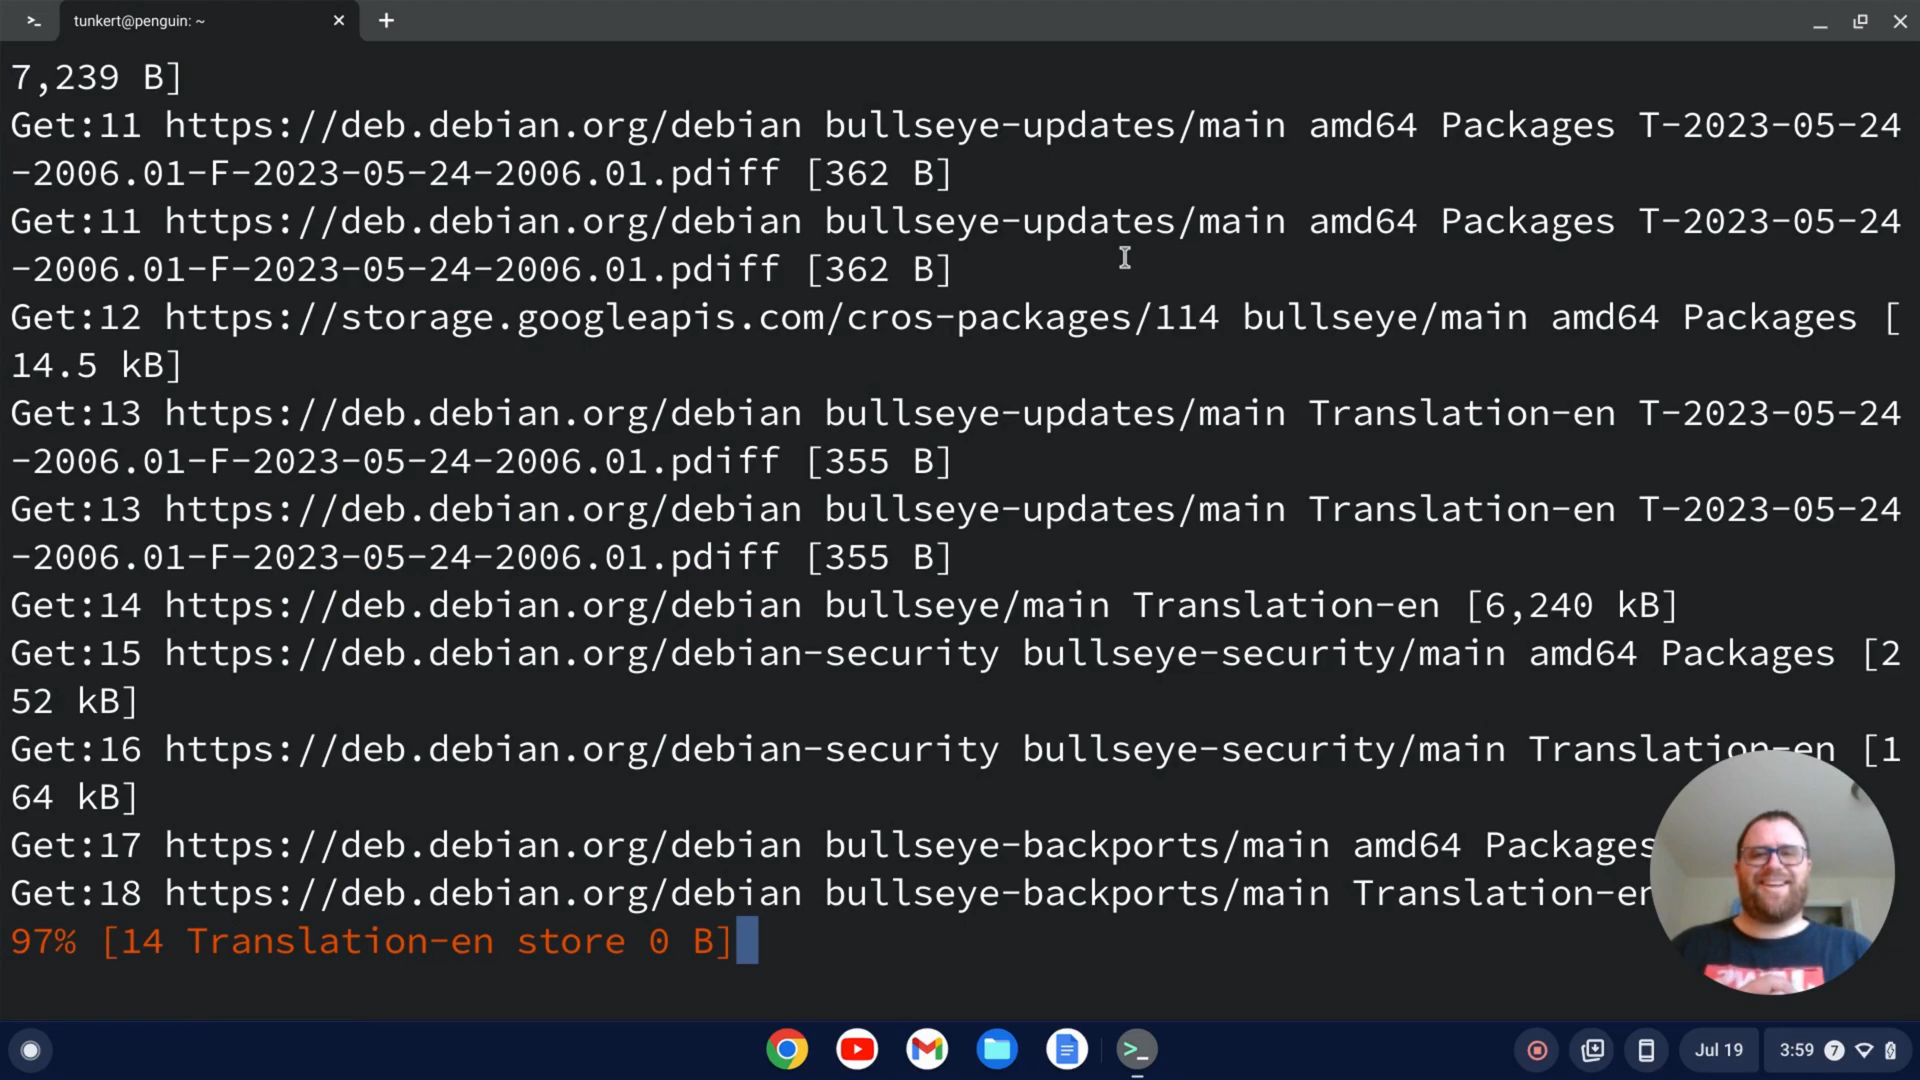 >_ tunkert@penguin: ~ × +
7,239 B]
Get:11 https://deb.debian.org/debian bullseye-updates/main amd64 Packages T-2023-05-24
-2006.01-F-2023-05-24-2006.01.pdiff [362 B]
Get:11 https://deb.debian.org/debian bullseye-updates/main amd64 Packages T-2023-05-24
-2006.01-F-2023-05-24-2006.01.pdiff [362 B]
Get:12 https://storage.googleapis.com/cros-packages/114 bullseye/main amd64 Packages [
14.5 kB]
Get:13 https://deb.debian.org/debian bullseye-updates/main Translation-en T-2023-05-24
-2006.01-F-2023-05-24-2006.01.pdiff [355 B]
Get:13 https://deb.debian.org/debian bullseye-updates/main Translation-en T-2023-05-24
-2006.01-F-2023-05-24-2006.01.pdiff [355 B]
Get:14 https://deb.debian.org/debian bullseye/main Translation-en [6,240 kB]
Get:15 https://deb.debian.org/debian-security bullseye-security/main amd64 Packages [2
52 kB]
Get:16 https://deb.debian.org/debian-security bullseye-security/main Translation-en [1
64 kB]
Get:17 https://deb.debian.org/debian bullseye-backports/main amd64 Packages
Get:18 https://deb.debian.org/debian bullseye-backports/main Translation-en
97% [14 Translation-en store 0 B]
>_ Jul 19 3:59 7